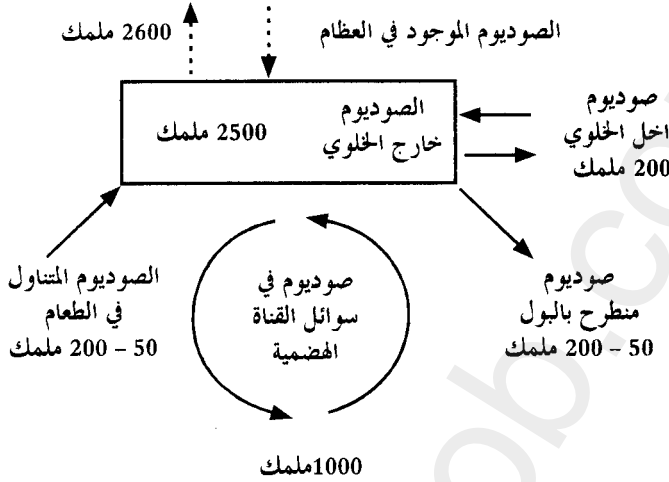 الصوديوم الموجود في العظام
2600 ملمك
الصوديوم
خارج الخلوي
2500 ملمك
صوديوم
اخل الخلوي
200 ملمك
الصوديوم المتناول
في الطعام
50 – 200 ملمك
صوديوم في
سوائل القناة
الهضمية
1000ملمك
صوديوم
منطرح بالبول
50 – 200 ملمك